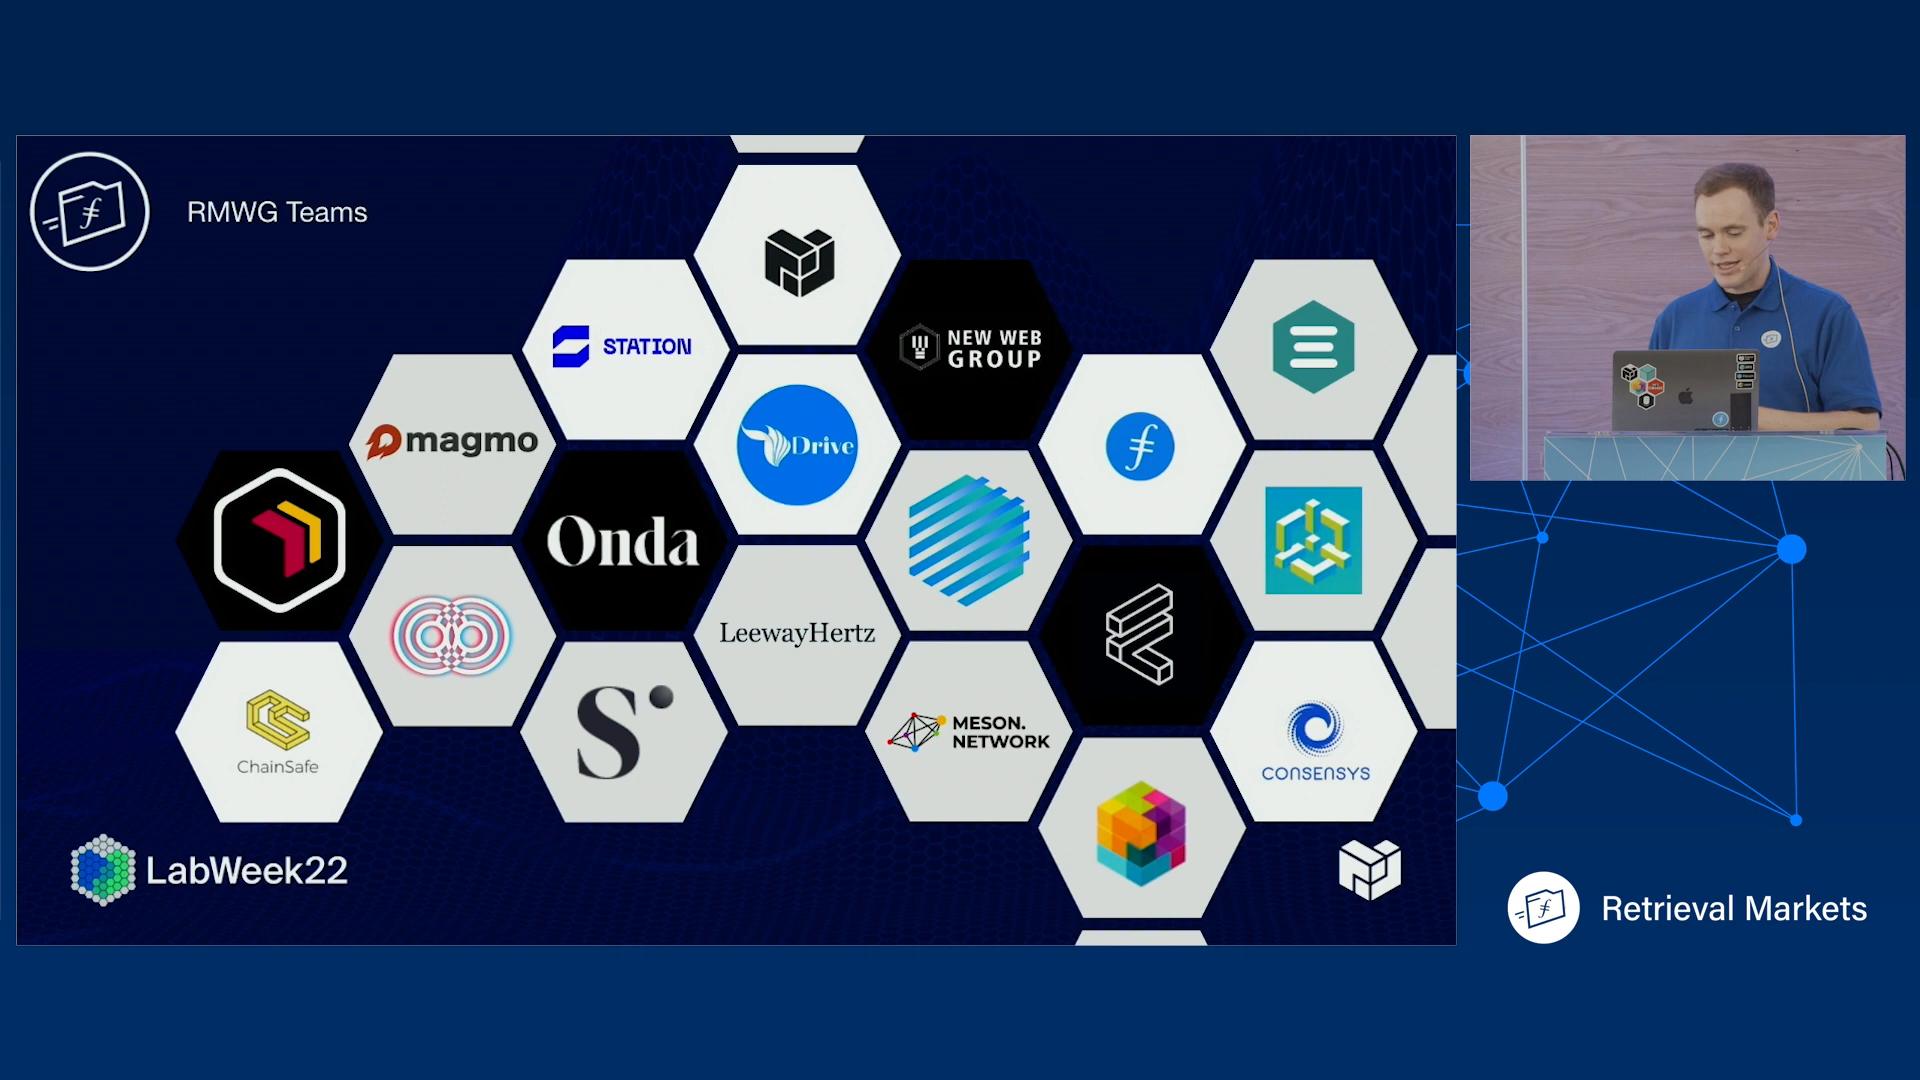 RMWG Teams
STATION
NEW WEB
GROUP
magmo
Drive
Onda
LeewayHertz
S
MESON.
NETWORK
ChainSafe
CONSENSYS
LabWeek22
Retrieval Markets